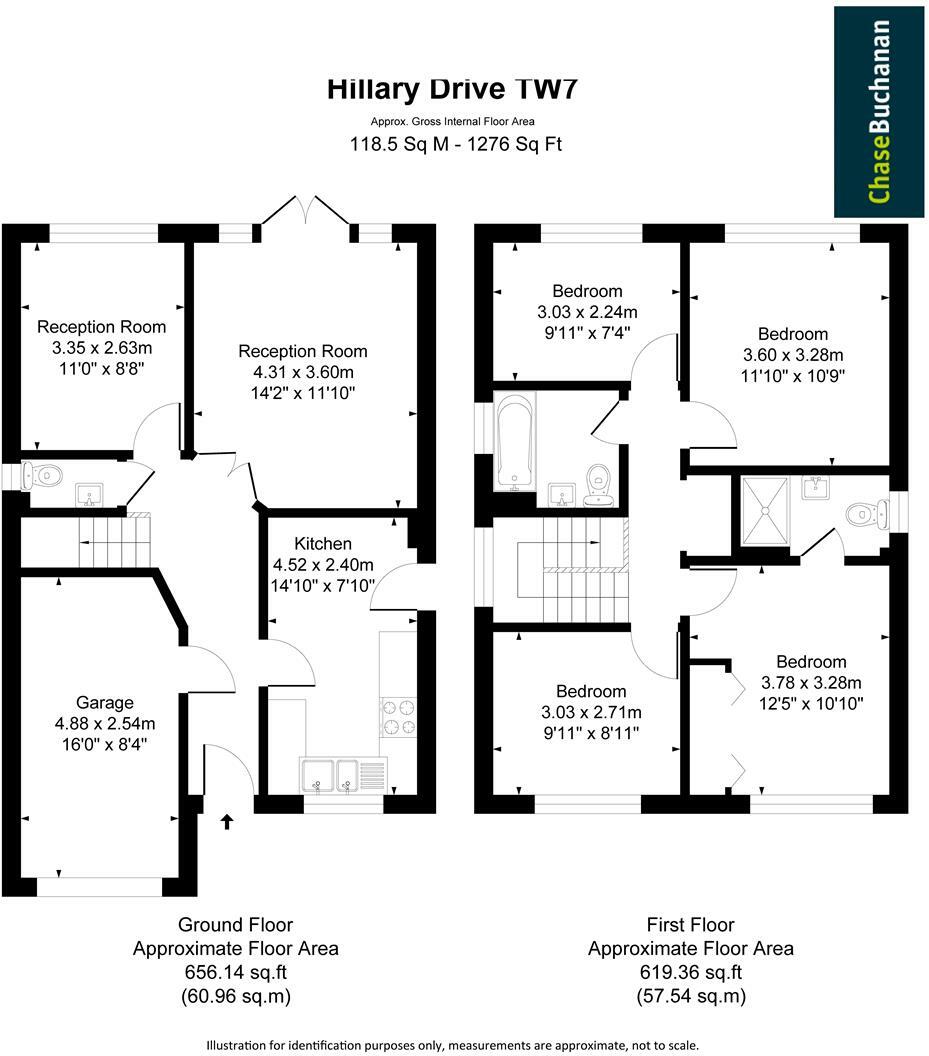 ChaseBuchanan
Hillary Drive TW7
Approx. Gross Internal Floor Area
118.5 Sq M - 1276 Sq Ft
Reception Room
3.35 x 2.63m
11'0" x 8'8"
Reception Room
4.31 x 3.60m
14'2" x 11'10"
Kitchen
4.52 x 2.40m
14'10" x 7'10"
Garage
4.88 x 2.54m
16'0" x 8'4"
Bedroom
3.03 x 2.24m
9'11" x 7'4"
Bedroom
3.60 x 3.28m
11'10" x 10'9"
Bedroom
3.03 x 2.71m
9'11" x 8'11"
Bedroom
3.78 x 3.28m
12'5" x 10'10"
Ground Floor
Approximate Floor Area
656.14 sq.ft
(60.96 sq.m)
First Floor
Approximate Floor Area
619.36 sq.ft
(57.54 sq.m)
Illustration for identification purposes only, measurements are approximate, not to scale.